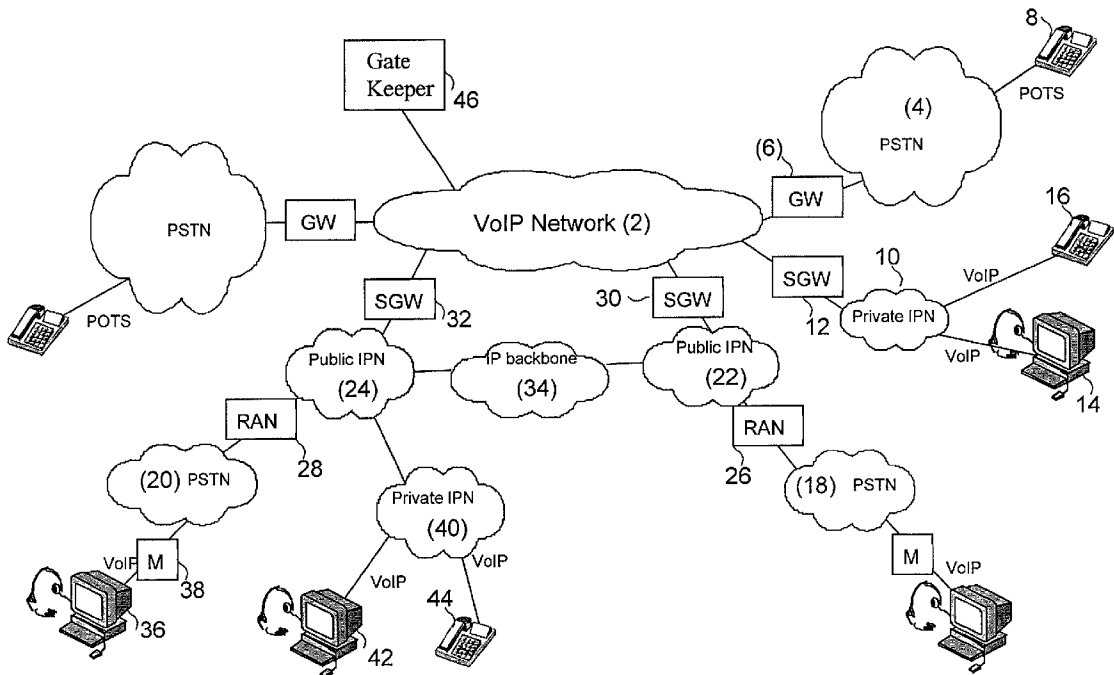 8
Gate
Keeper
46
POTS
(4)
PSTN
(6)
GW
PSTN
GW
VoIP Network (2)
16
POTS
SGW
32
30
SGW
SGW
12
10
VoIP
Private IPN
VoIP
14
Public IPN
(24)
IP backbone
(34)
Public IPN
(22)
RAN
28
RAN
26
(20) PSTN
Private IPN
(40)
(18) PSTN
VoIP
M
38
VoIP
VoIP
M
VoIP
36
42
44